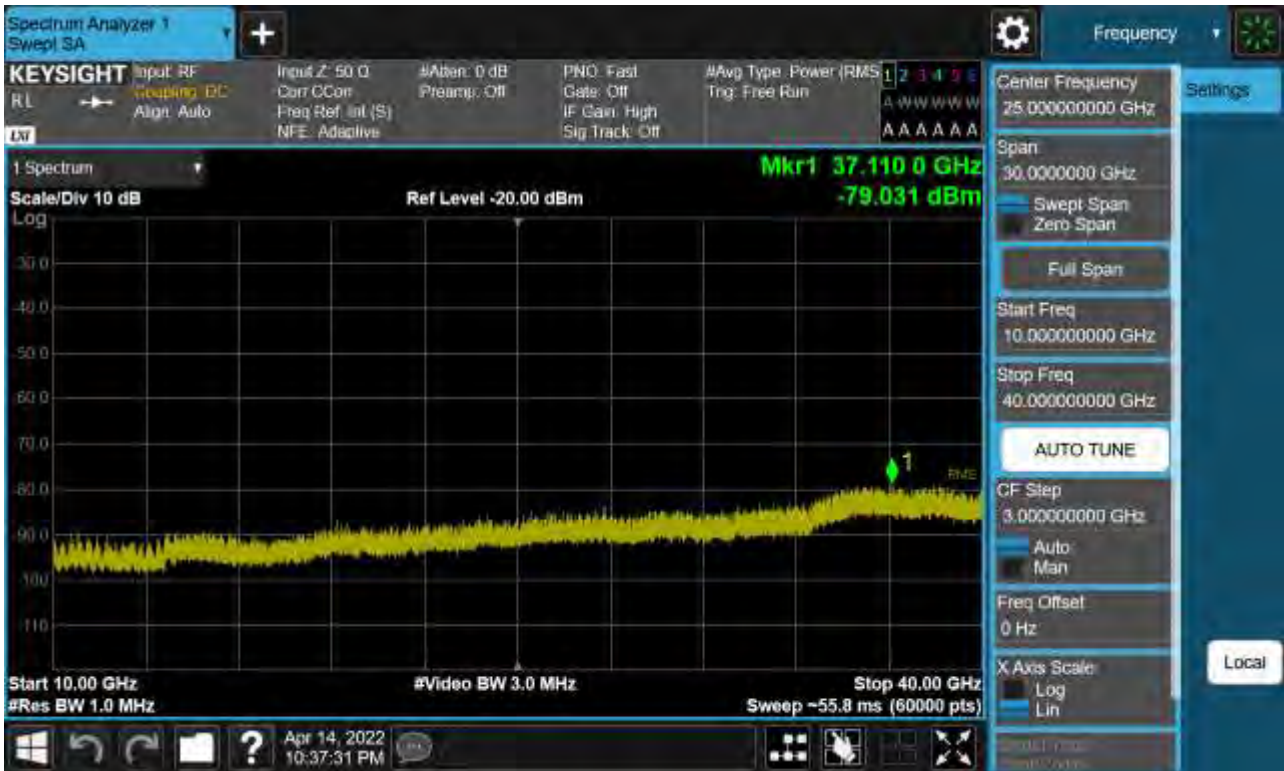 Spectrum Analyzer 1
Swept SA
+
Frequency
KEYSIGHT
RL
LXI
Input: RF
Coupling: DC
Align: Auto
Input Z: 50 Ω
Corr CCorr
Freq Ref: Int (S)
NFE: Adaptive
#Atten: 0 dB
Preamp: Off
PNO: Fast
Gate: Off
IF Gain: High
Sig Track: Off
#Avg Type: Power (RMS
Trig: Free Run
1 2 3 4 5 6
A W W W W W
A A A A A A
1 Spectrum
Mkr1 37.110 0 GHz
Scale/Div 10 dB
Ref Level -20.00 dBm
-79.031 dBm
Log
-30.0
-40.0
-50.0
-60.0
-70.0
-80.0
-90.0
-100
-110
1
RMS
Start 10.00 GHz
#Video BW 3.0 MHz
Stop 40.00 GHz
#Res BW 1.0 MHz
Sweep ~55.8 ms (60000 pts)
?
Apr 14, 2022
10:37:31 PM
Center Frequency
25.000000000 GHz
Settings
Span
30.0000000 GHz
Swept Span
Zero Span
Full Span
Start Freq
10.000000000 GHz
Stop Freq
40.000000000 GHz
AUTO TUNE
CF Step
3.000000000 GHz
Auto
Man
Freq Offset
0 Hz
X Axis Scale
Log
Lin
Local